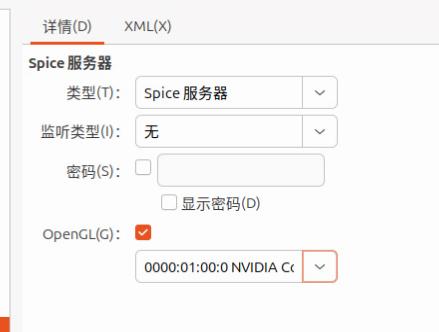 详情(D) XML(X)
Spice 服务器
类型(T): Spice 服务器
监听类型(I): 无
密码(S):
显示密码(D)
OpenGL(G):
0000:01:00:0 NVIDIA Co